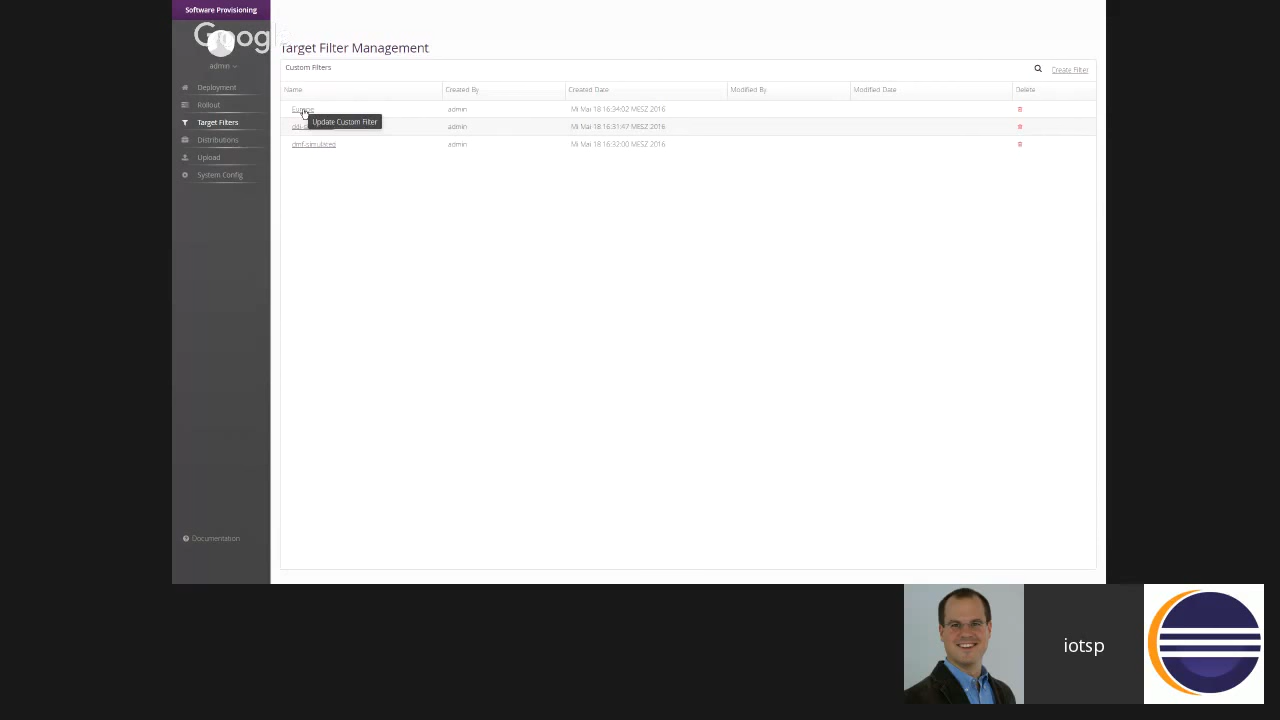 Software Provisioning
Google
admin
Target Filter Management
Custom Filters
Create Filter
Name Created By Created Date Modified By Modified Date Delete
Europe admin Mi Mai 18 16:34:02 MESZ 2016
Update Custom Filter
admin Mi Mai 18 16:31:47 MESZ 2016
dmf-simulated admin Mi Mai 18 16:32:00 MESZ 2016
Deployment
Rollout
Target Filters
Distributions
Upload
System Config
Documentation
iotsp